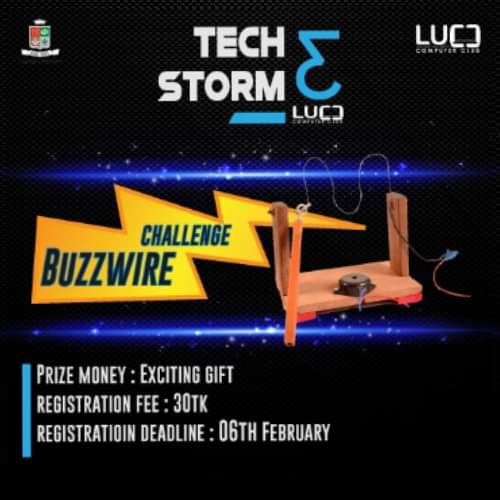 TECH
STORM 3
LUCC
COMPUTER CLUB
LUCC
COMPUTER CLUB
CHALLENGE
BUZZWIRE
PRIZE MONEY : EXCITING GIFT
REGISTRATION FEE : 30TK
REGISTRATIOIN DEADLINE : 06TH FEBRUARY